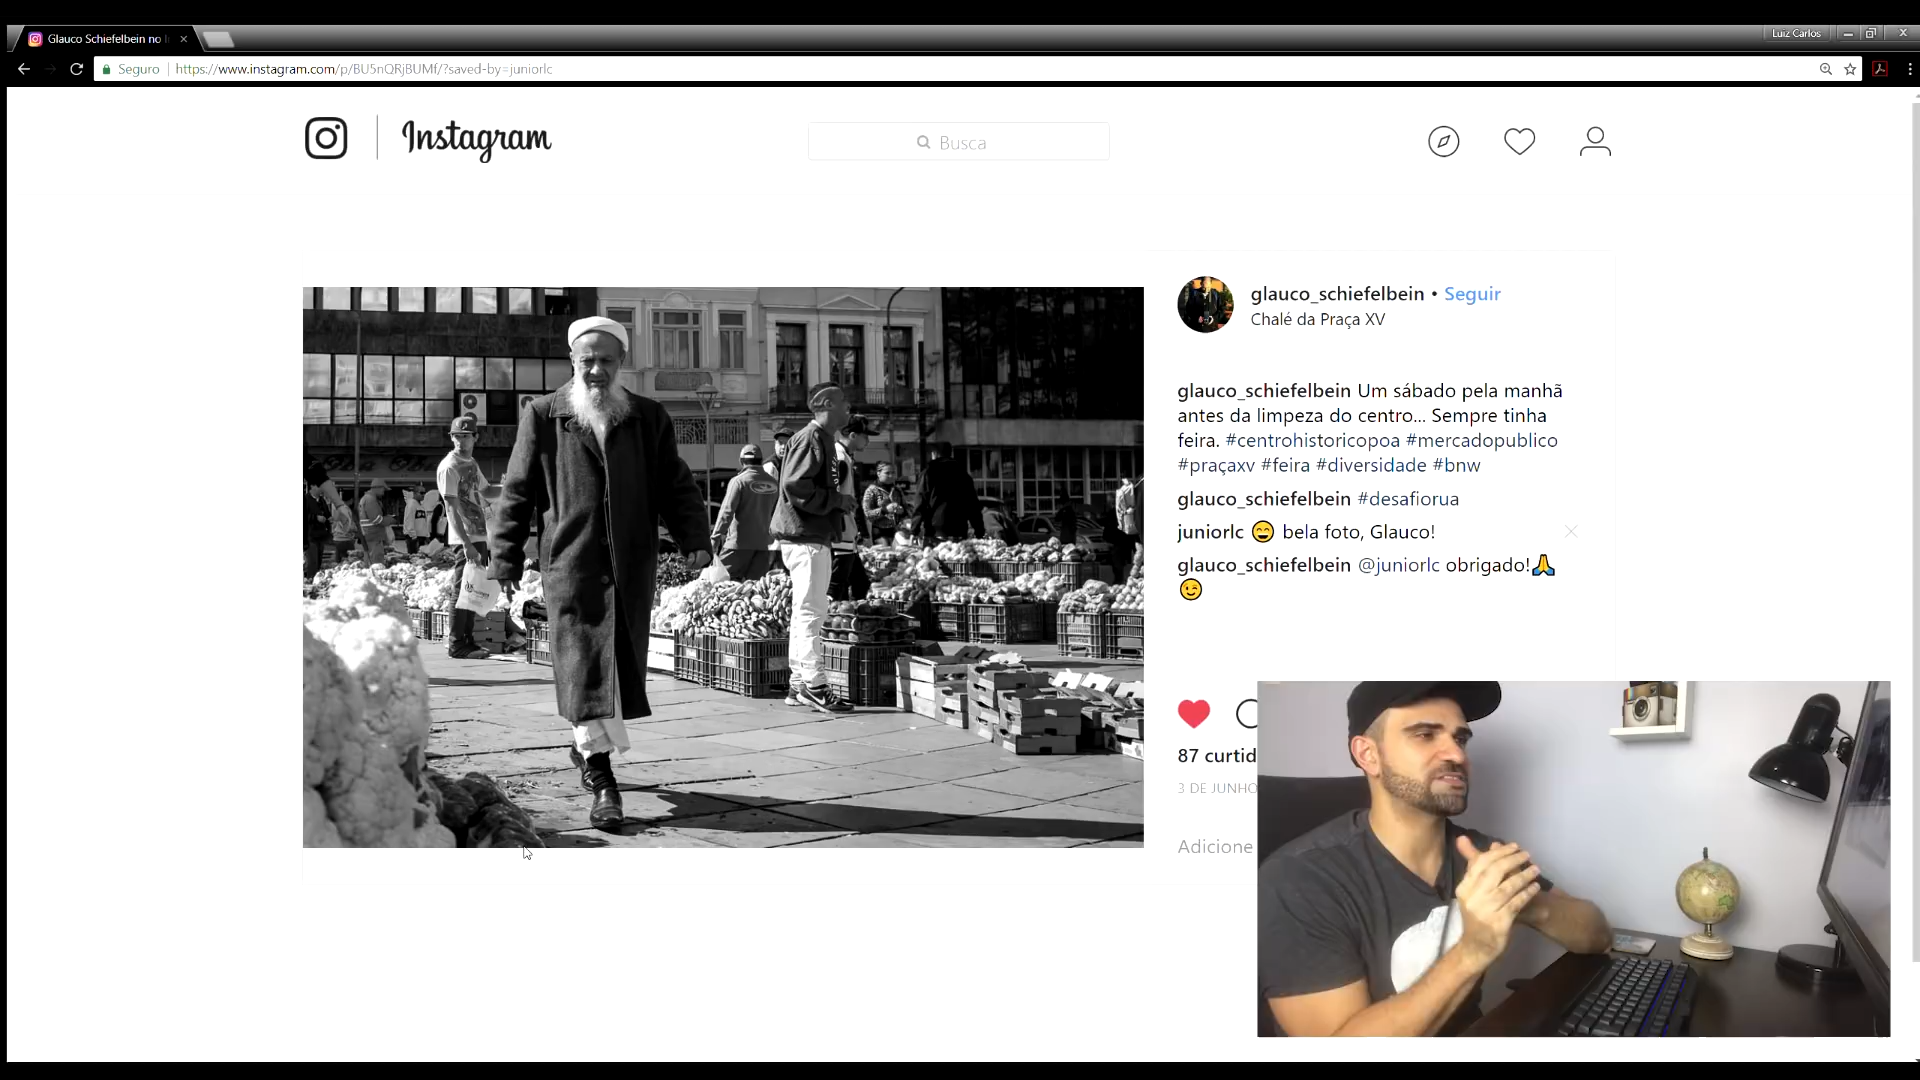 Glauco Schiefelbein no
Luiz Carlos
Seguro
https://www.instagram.com/p/BU5nQRjBUMf/?saved-by=juniorlc
Instagram
Busca
glauco_schiefelbein • Seguir
Chalé da Praça XV
glauco_schiefelbein Um sábado pela manhã
antes da limpeza do centro... Sempre tinha
feira. #centrohistoricopoa #mercadopublico
#praçaxv #feira #diversidade #bnw
glauco_schiefelbein #desafiorua
juniorlc 😄 bela foto, Glauco!
glauco_schiefelbein @juniorlc obrigado!🙏
😉
87 curtid
3 DE JUNHO
Adicione